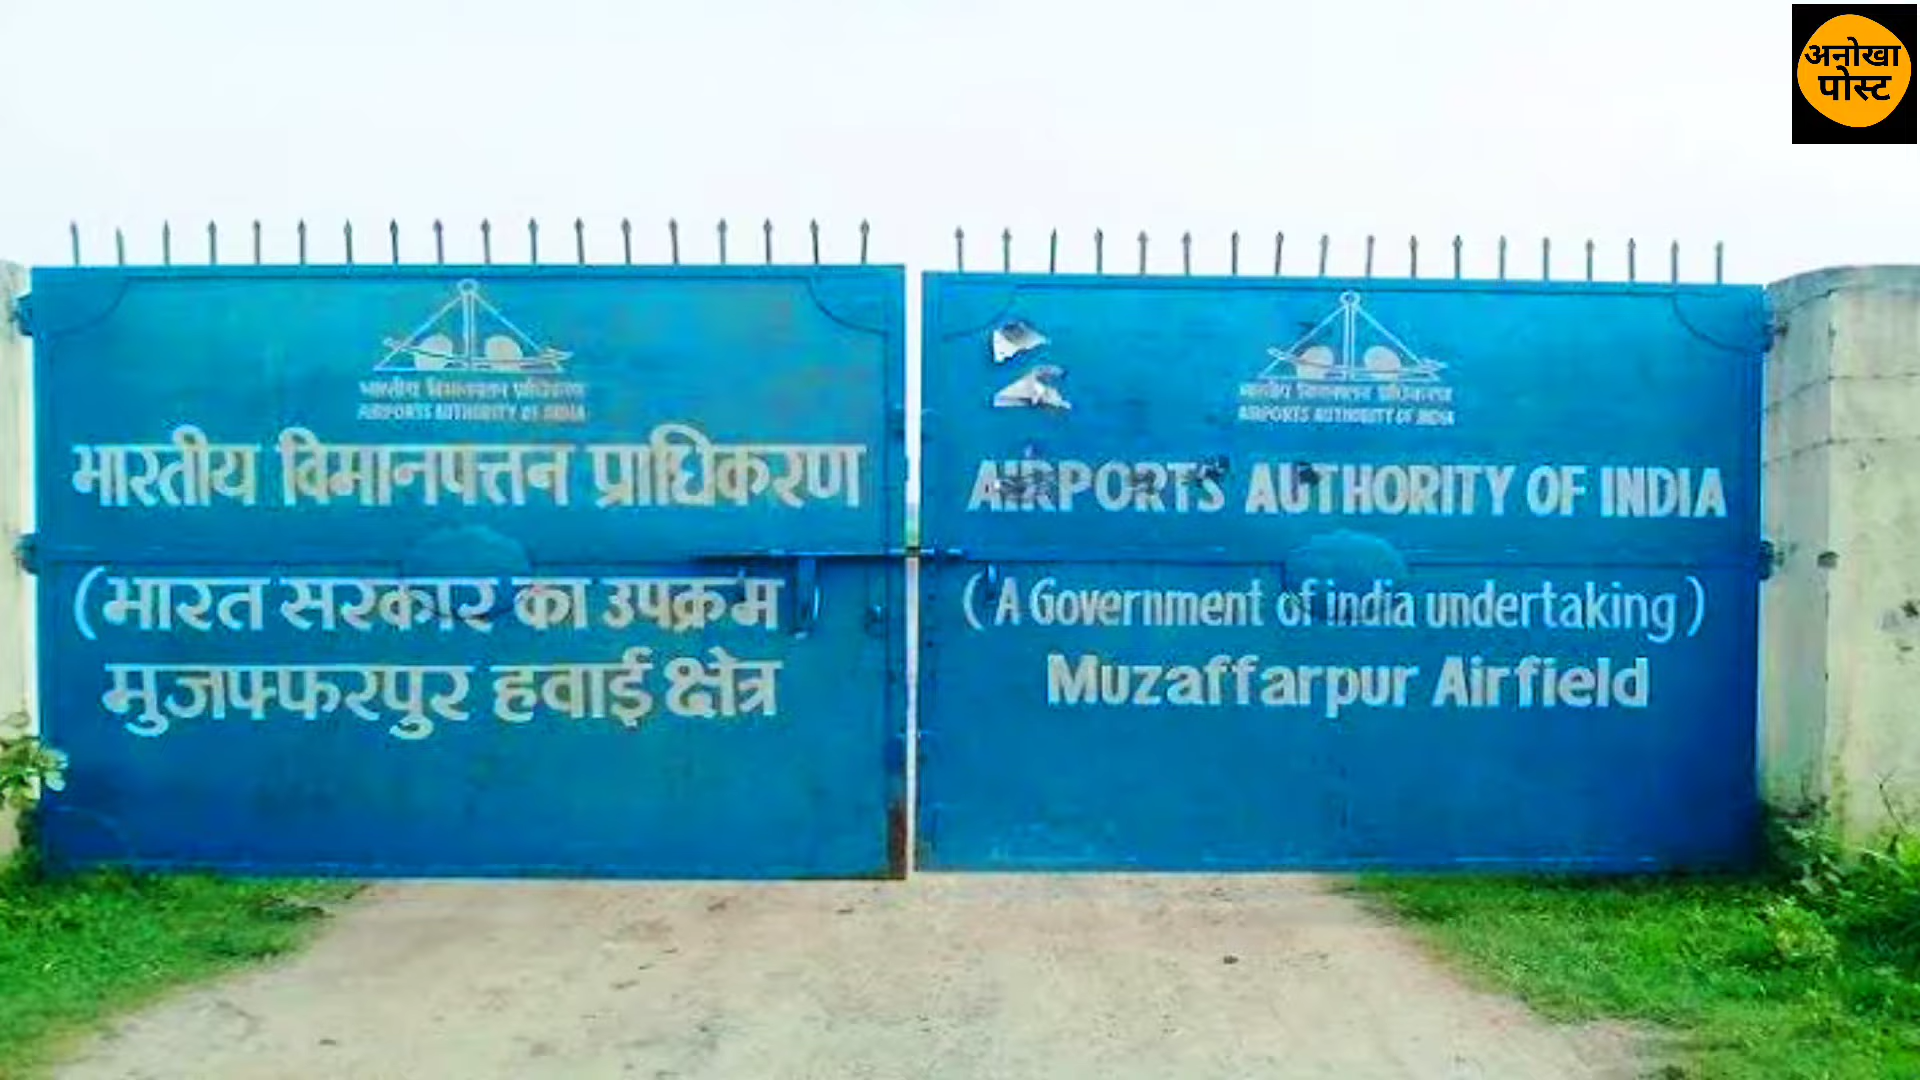 अनोखा
पोस्ट
भारतीय विमानपत्तन प्राधिकरण
AIRPORTS AUTHORITY OF INDIA
भारतीय विमानपत्तन प्राधिकरण
(भारत सरकार का उपक्रम
मुजफ्फरपुर हवाई क्षेत्र
भारतीय विमानपत्तन प्राधिकरण
AIRPORTS AUTHORITY OF INDIA
AIRPORTS AUTHORITY OF INDIA
(A Government of india undertaking)
Muzaffarpur Airfield